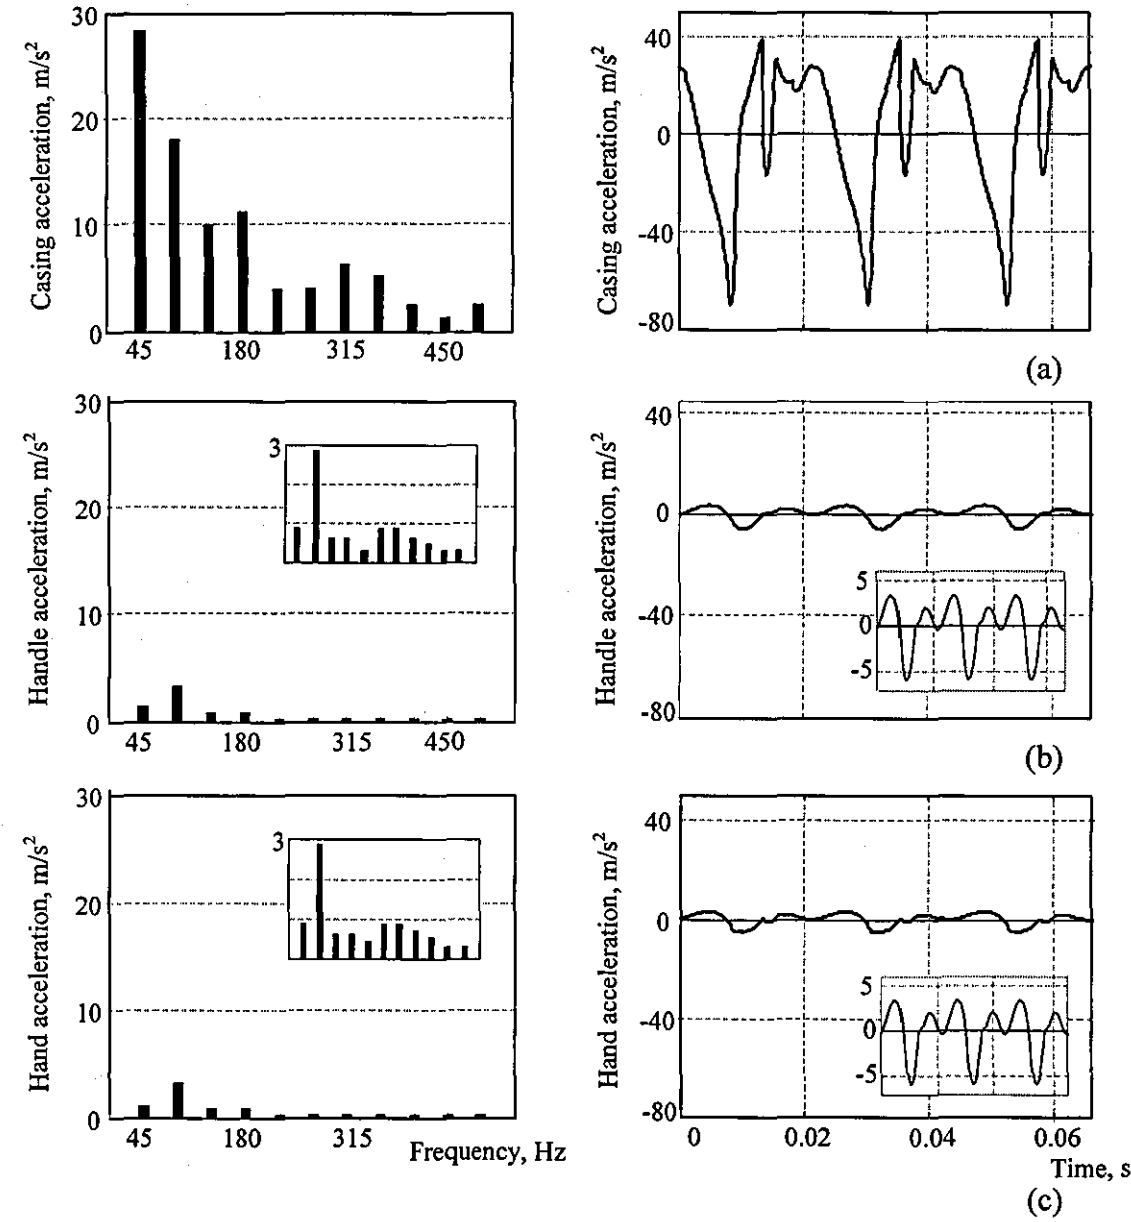 Casing acceleration, m/s²
30
20
10
0
45 180 315 450
Casing acceleration, m/s²
40
0
-40
-80
(a)
Handle acceleration, m/s²
30
20
10
0
45 180 315 450
3
Handle acceleration, m/s²
40
0
-40
-80
5
0
-5
(b)
Hand acceleration, m/s²
30
20
10
0
45 180 315
Frequency, Hz
3
Hand acceleration, m/s²
40
0
-40
-80
5
0
-5
0 0.02 0.04 0.06
Time, s
(c)